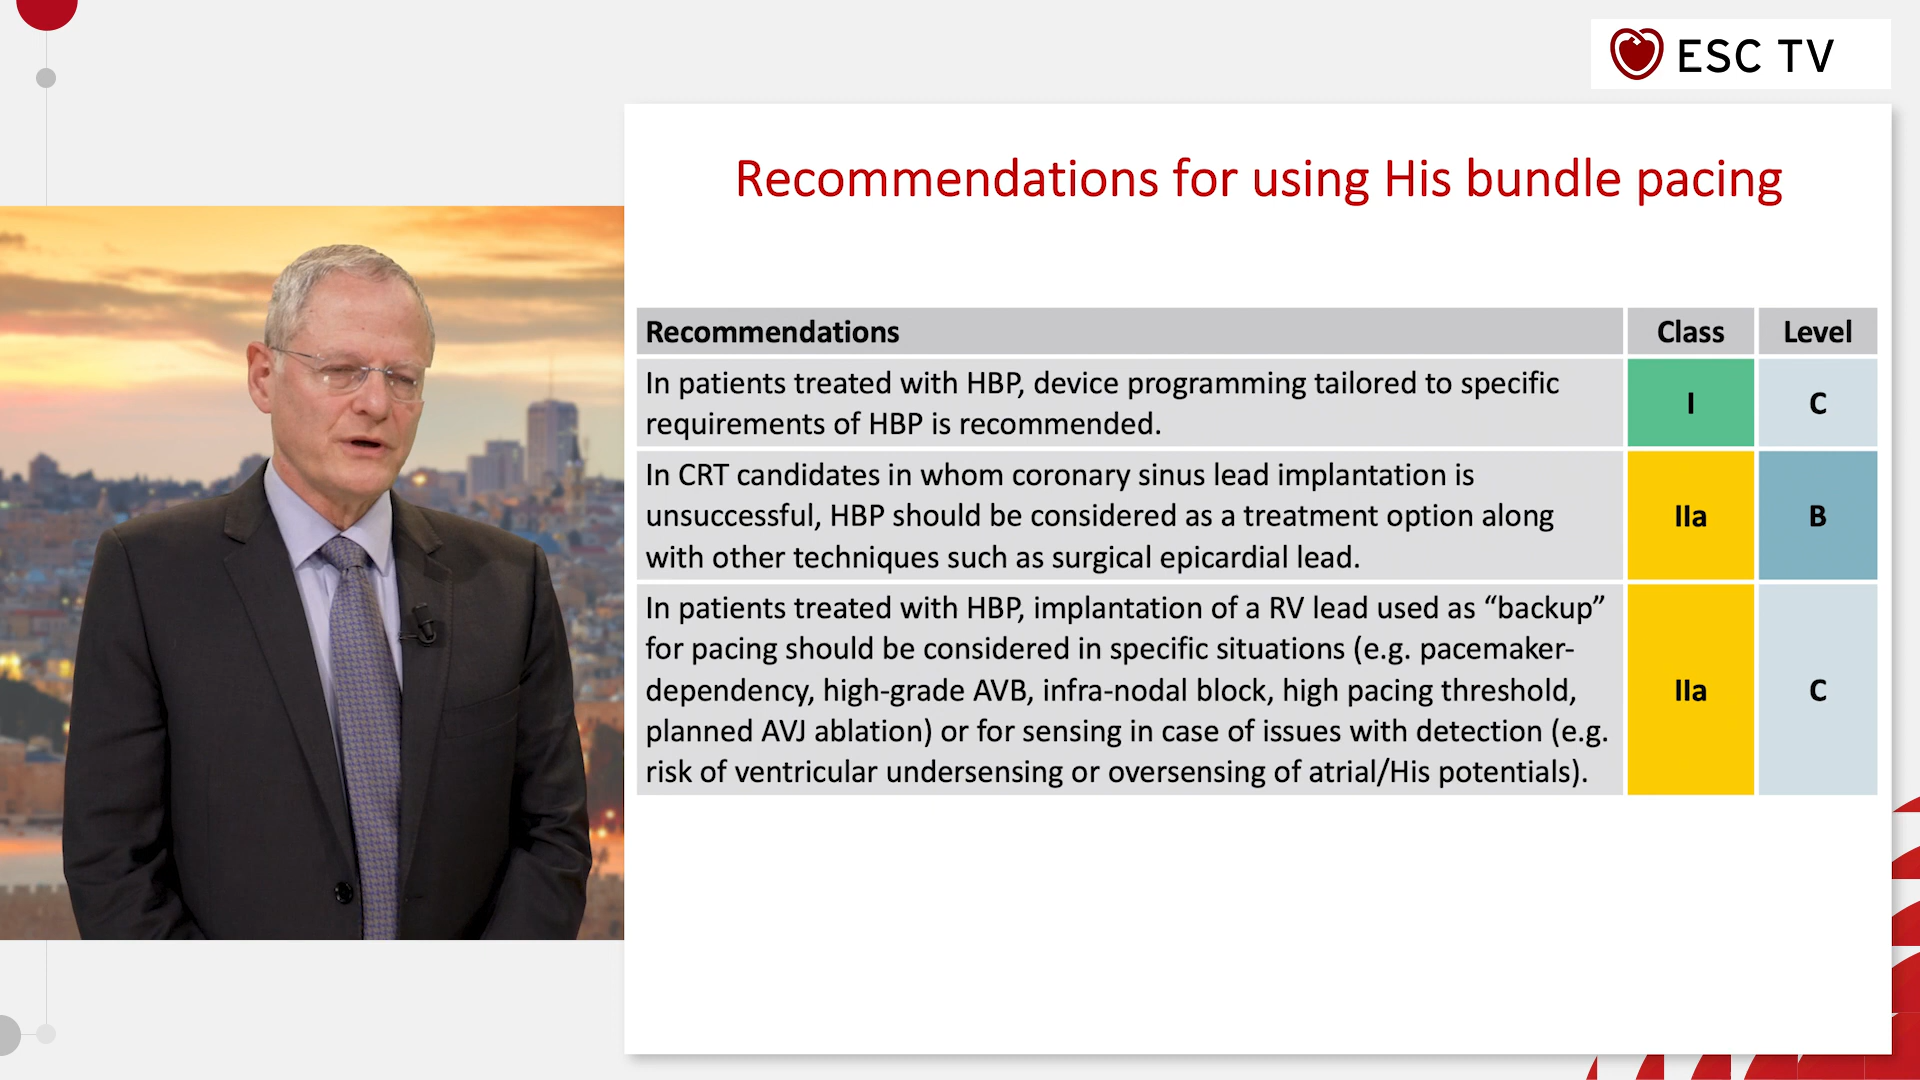 ESC TV
Recommendations for using His bundle pacing
Recommendations Class Level
In patients treated with HBP, device programming tailored to specific
requirements of HBP is recommended.
I C
In CRT candidates in whom coronary sinus lead implantation is
unsuccessful, HBP should be considered as a treatment option along
with other techniques such as surgical epicardial lead.
IIa B
In patients treated with HBP, implantation of a RV lead used as “backup”
for pacing should be considered in specific situations (e.g. pacemaker-
dependency, high-grade AVB, infra-nodal block, high pacing threshold,
planned AVJ ablation) or for sensing in case of issues with detection (e.g.
risk of ventricular undersensing or oversensing of atrial/His potentials).
IIa C